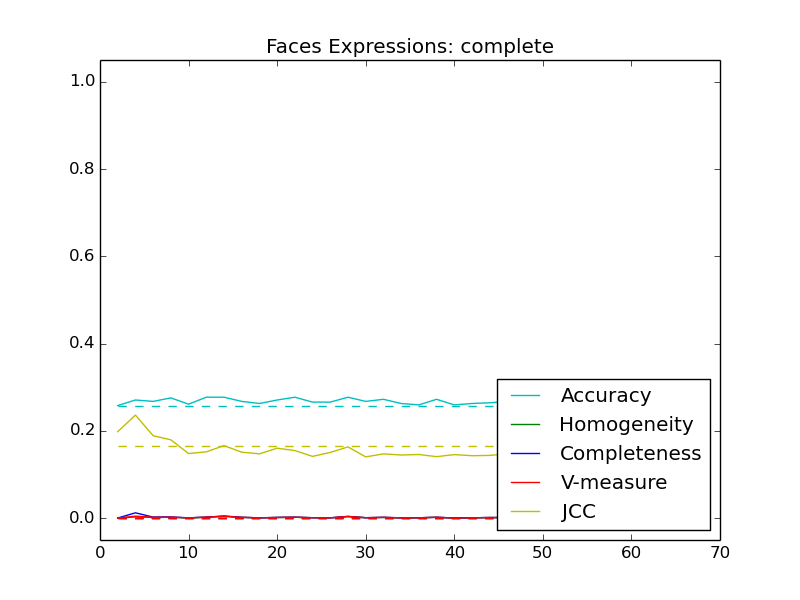 Faces Expressions: complete
1.0
0.8
0.6
0.4
0.2
0.0
Accuracy
Homogeneity
Completeness
V-measure
JCC
0 10 20 30 40 50 60 70